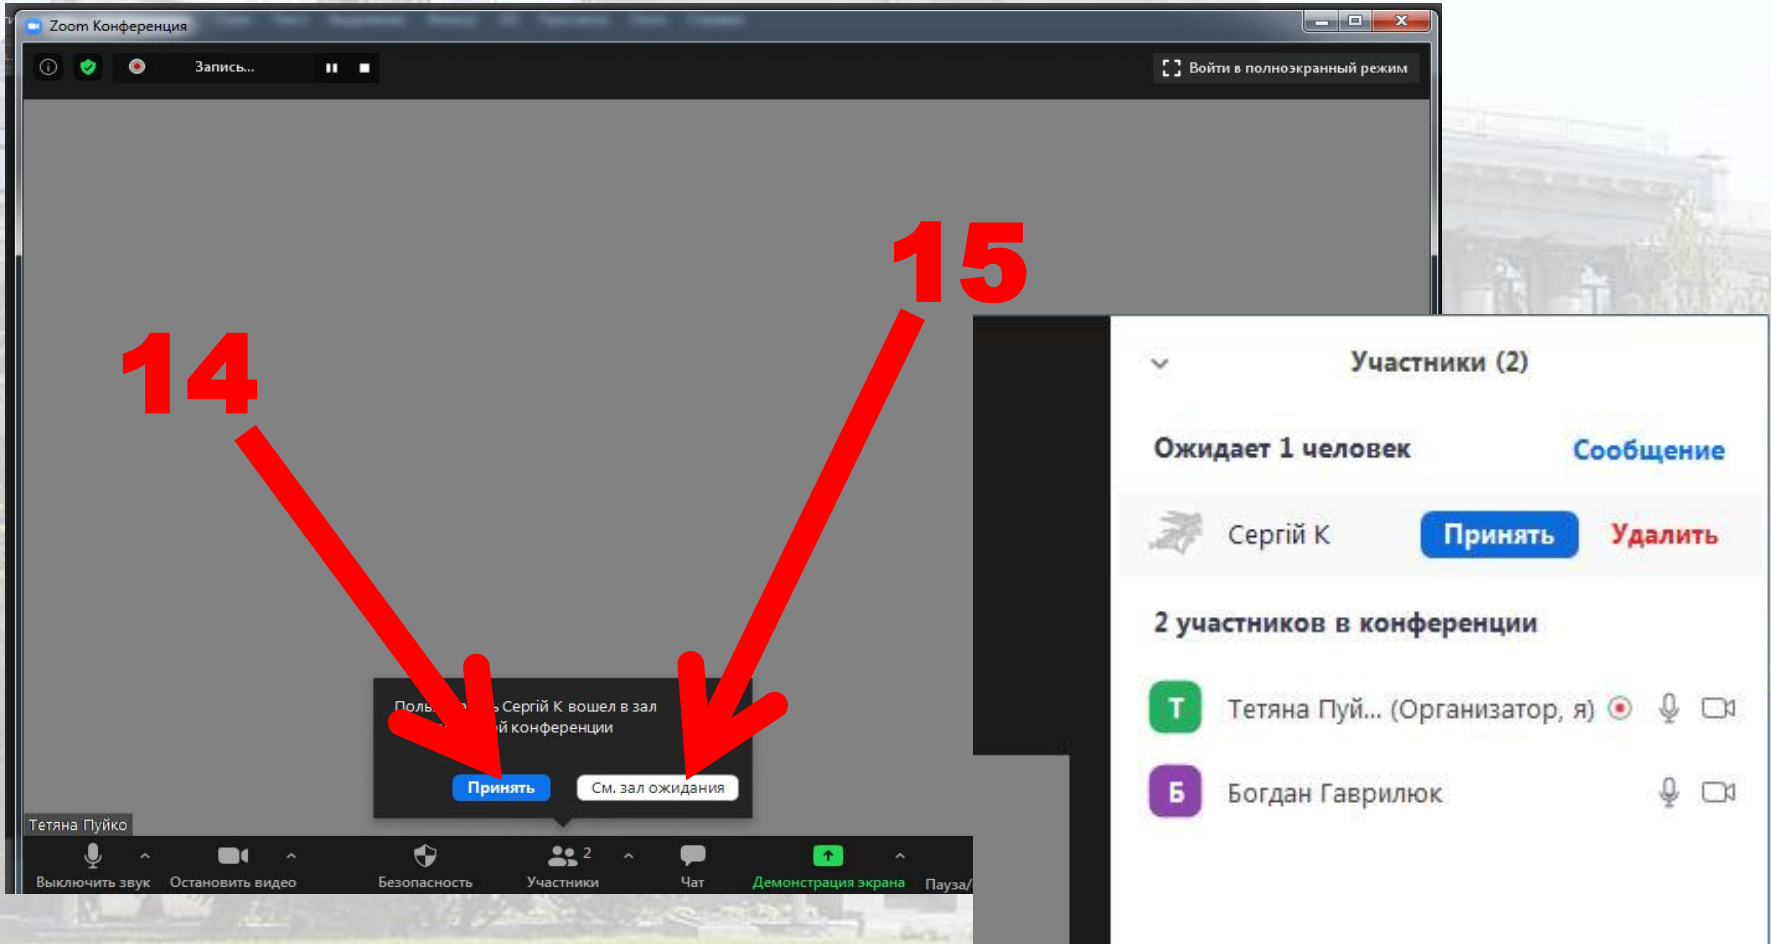 Zoom Конференция
Запись...
Войти в полноэкранный режим
15
14
Сергій К вошел в зал
конференции
Принять
См. зал ожидания
Тетяна Пуйко
2
Выключить звук
Остановить видео
Безопасность
Участники
Чат
Демонстрация экрана
Пауза/
Участники (2)
Ожидает 1 человек
Сообщение
Сергій К
Принять
Удалить
2 участников в конференции
Т
Тетяна Пуй... (Организатор, я)
Б
Богдан Гаврилюк